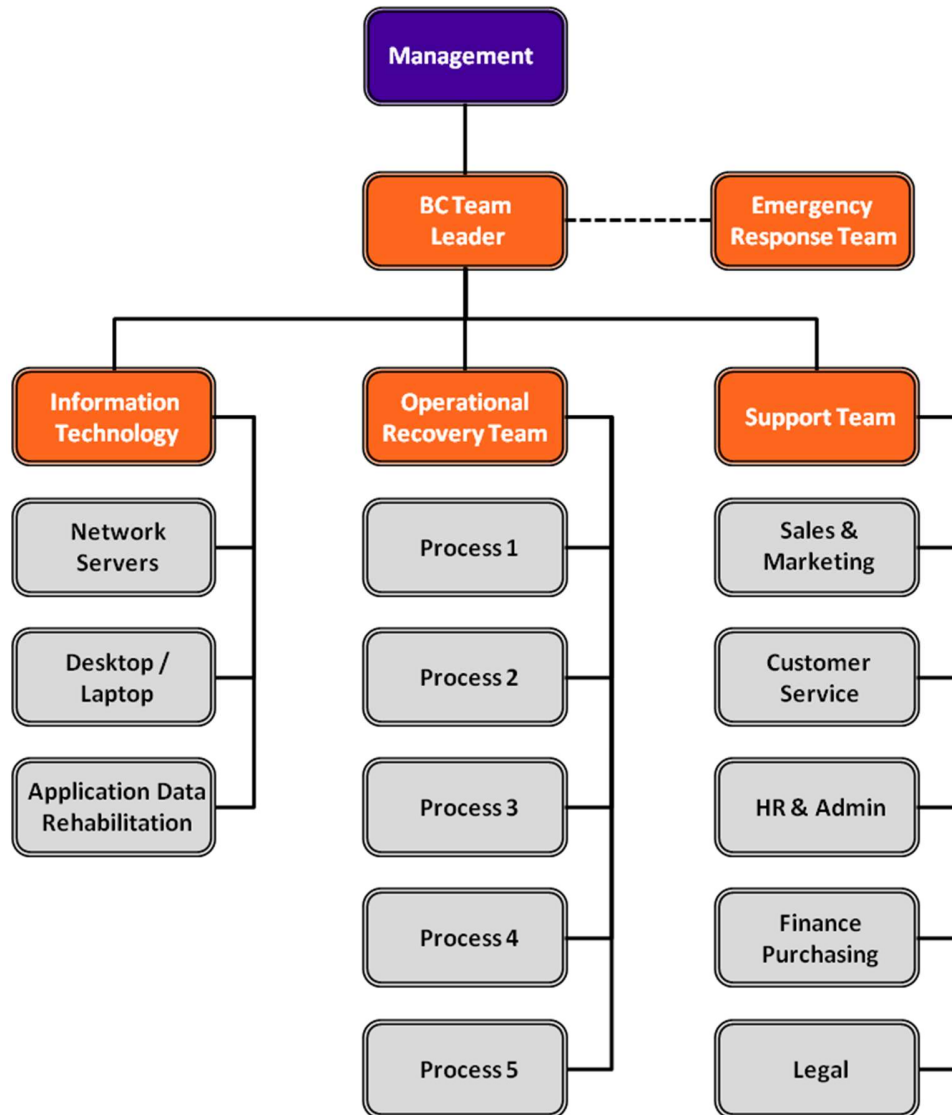 Management
BC Team
Leader
Emergency
Response Team
Information
Technology
Operational
Recovery Team
Support Team
Network
Servers
Process 1
Sales &
Marketing
Desktop /
Laptop
Process 2
Customer
Service
Application Data
Rehabilitation
Process 3
HR & Admin
Process 4
Finance
Purchasing
Process 5
Legal